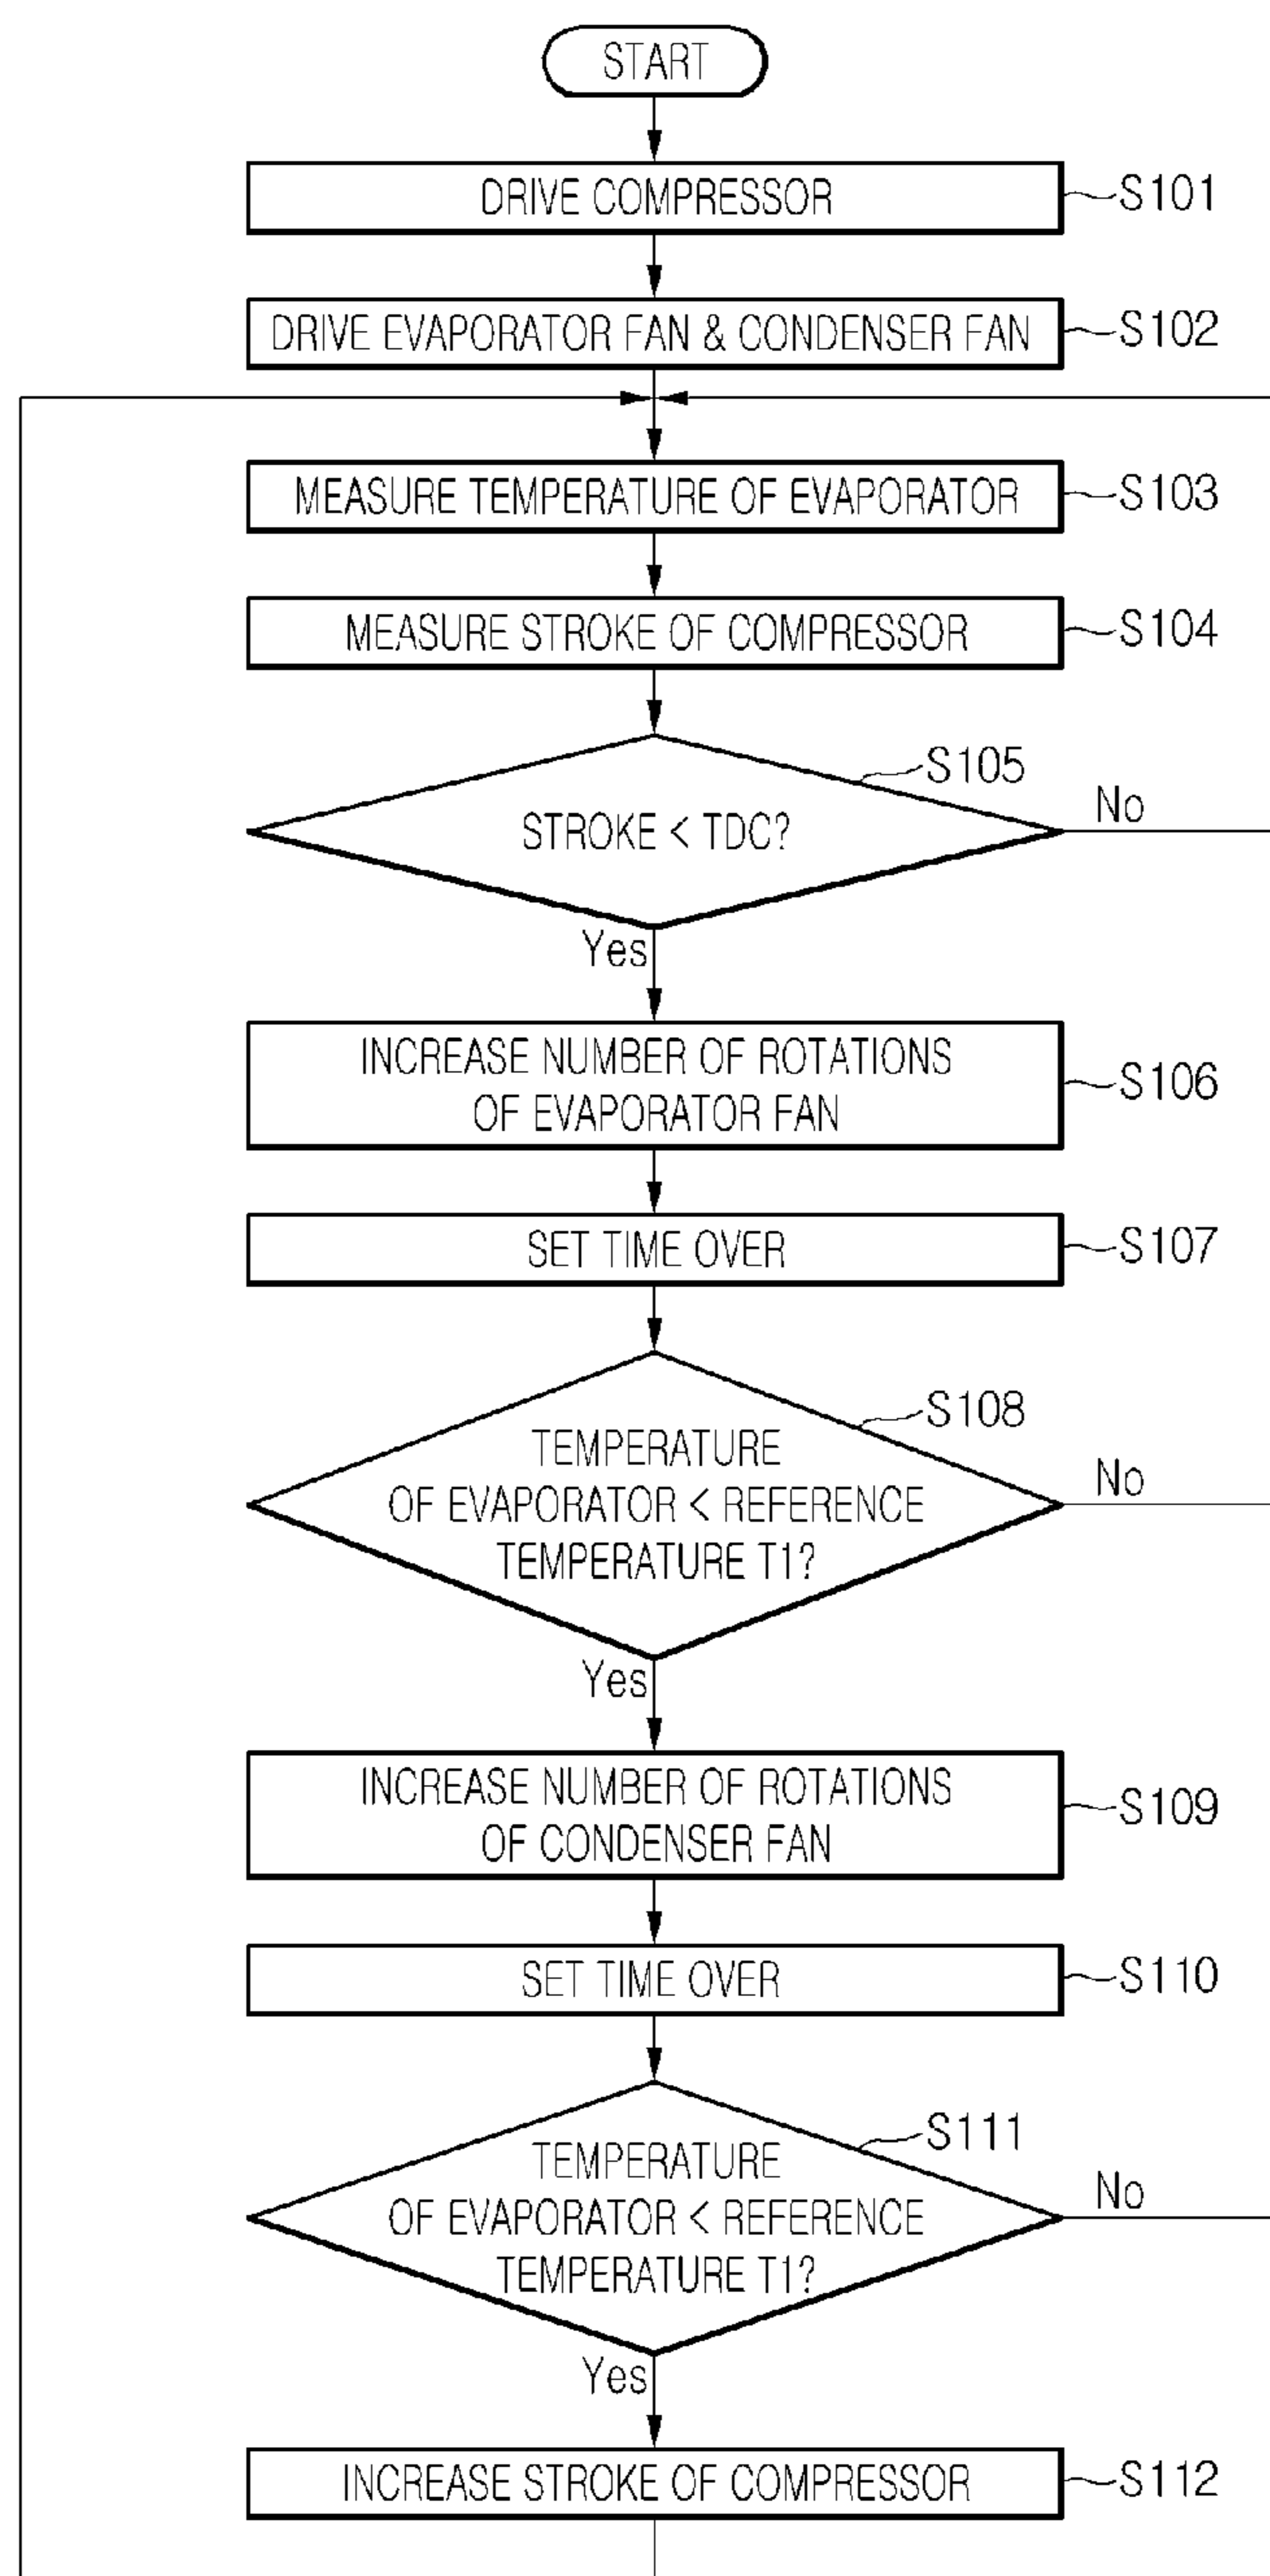 START
DRIVE COMPRESSOR
S101
DRIVE EVAPORATOR FAN & CONDENSER FAN
S102
MEASURE TEMPERATURE OF EVAPORATOR
S103
MEASURE STROKE OF COMPRESSOR
S104
S105
STROKE < TDC?
No
Yes
INCREASE NUMBER OF ROTATIONS
OF EVAPORATOR FAN
S106
SET TIME OVER
S107
S108
TEMPERATURE
OF EVAPORATOR < REFERENCE
TEMPERATURE T1?
No
Yes
INCREASE NUMBER OF ROTATIONS
OF CONDENSER FAN
S109
SET TIME OVER
S110
S111
TEMPERATURE
OF EVAPORATOR < REFERENCE
TEMPERATURE T1?
No
Yes
INCREASE STROKE OF COMPRESSOR
S112